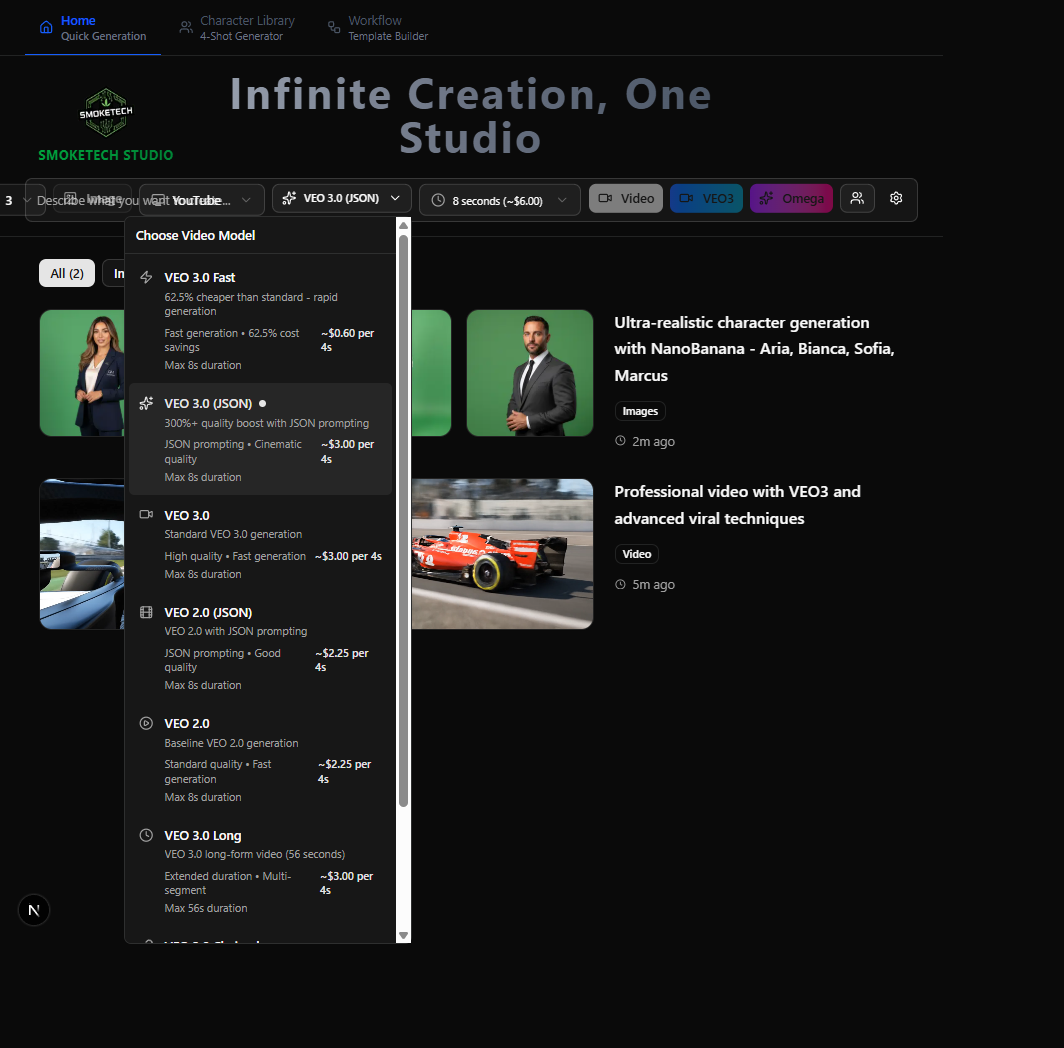 Home
Quick Generation
Character Library
4-Shot Generator
Workflow
Template Builder
SMOKETECH
SMOKETECH STUDIO
Infinite Creation, One
Studio
3
Image
Describe what you want
YouTube...
VEO 3.0 (JSON)
8 seconds (~$6.00)
Video
VEO3
Omega
Choose Video Model
All (2)
VEO 3.0 Fast
62.5% cheaper than standard - rapid
generation
Fast generation • 62.5% cost
savings
~$0.60 per
4s
Max 8s duration
VEO 3.0 (JSON)
300%+ quality boost with JSON prompting
JSON prompting • Cinematic
quality
~$3.00 per
4s
Max 8s duration
VEO 3.0
Standard VEO 3.0 generation
High quality • Fast generation ~$3.00 per 4s
Max 8s duration
VEO 2.0 (JSON)
VEO 2.0 with JSON prompting
JSON prompting • Good
quality
~$2.25 per
4s
Max 8s duration
VEO 2.0
Baseline VEO 2.0 generation
Standard quality • Fast
generation
~$2.25 per
4s
Max 8s duration
VEO 3.0 Long
VEO 3.0 long-form video (56 seconds)
Extended duration • Multi-
segment
~$3.00 per
4s
Max 56s duration
Ultra-realistic character generation
with NanoBanana - Aria, Bianca, Sofia,
Marcus
Images
2m ago
Professional video with VEO3 and
advanced viral techniques
Video
5m ago
N